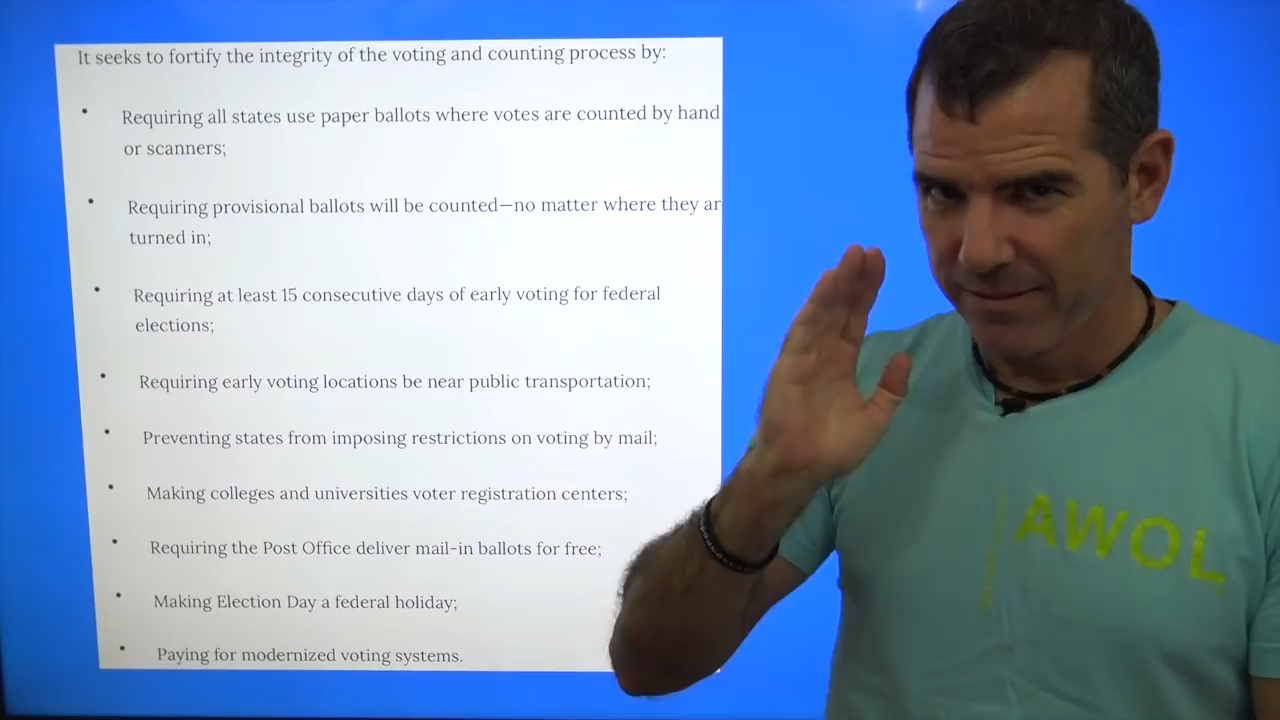 It seeks to fortify the integrity of the voting and counting process by:
• Requiring all states use paper ballots where votes are counted by hand
or scanners;
• Requiring provisional ballots will be counted—no matter where they ar
turned in;
• Requiring at least 15 consecutive days of early voting for federal
elections;
• Requiring early voting locations be near public transportation;
• Preventing states from imposing restrictions on voting by mail;
• Making colleges and universities voter registration centers;
• Requiring the Post Office deliver mail-in ballots for free;
• Making Election Day a federal holiday;
• Paying for modernized voting systems.
AWOL